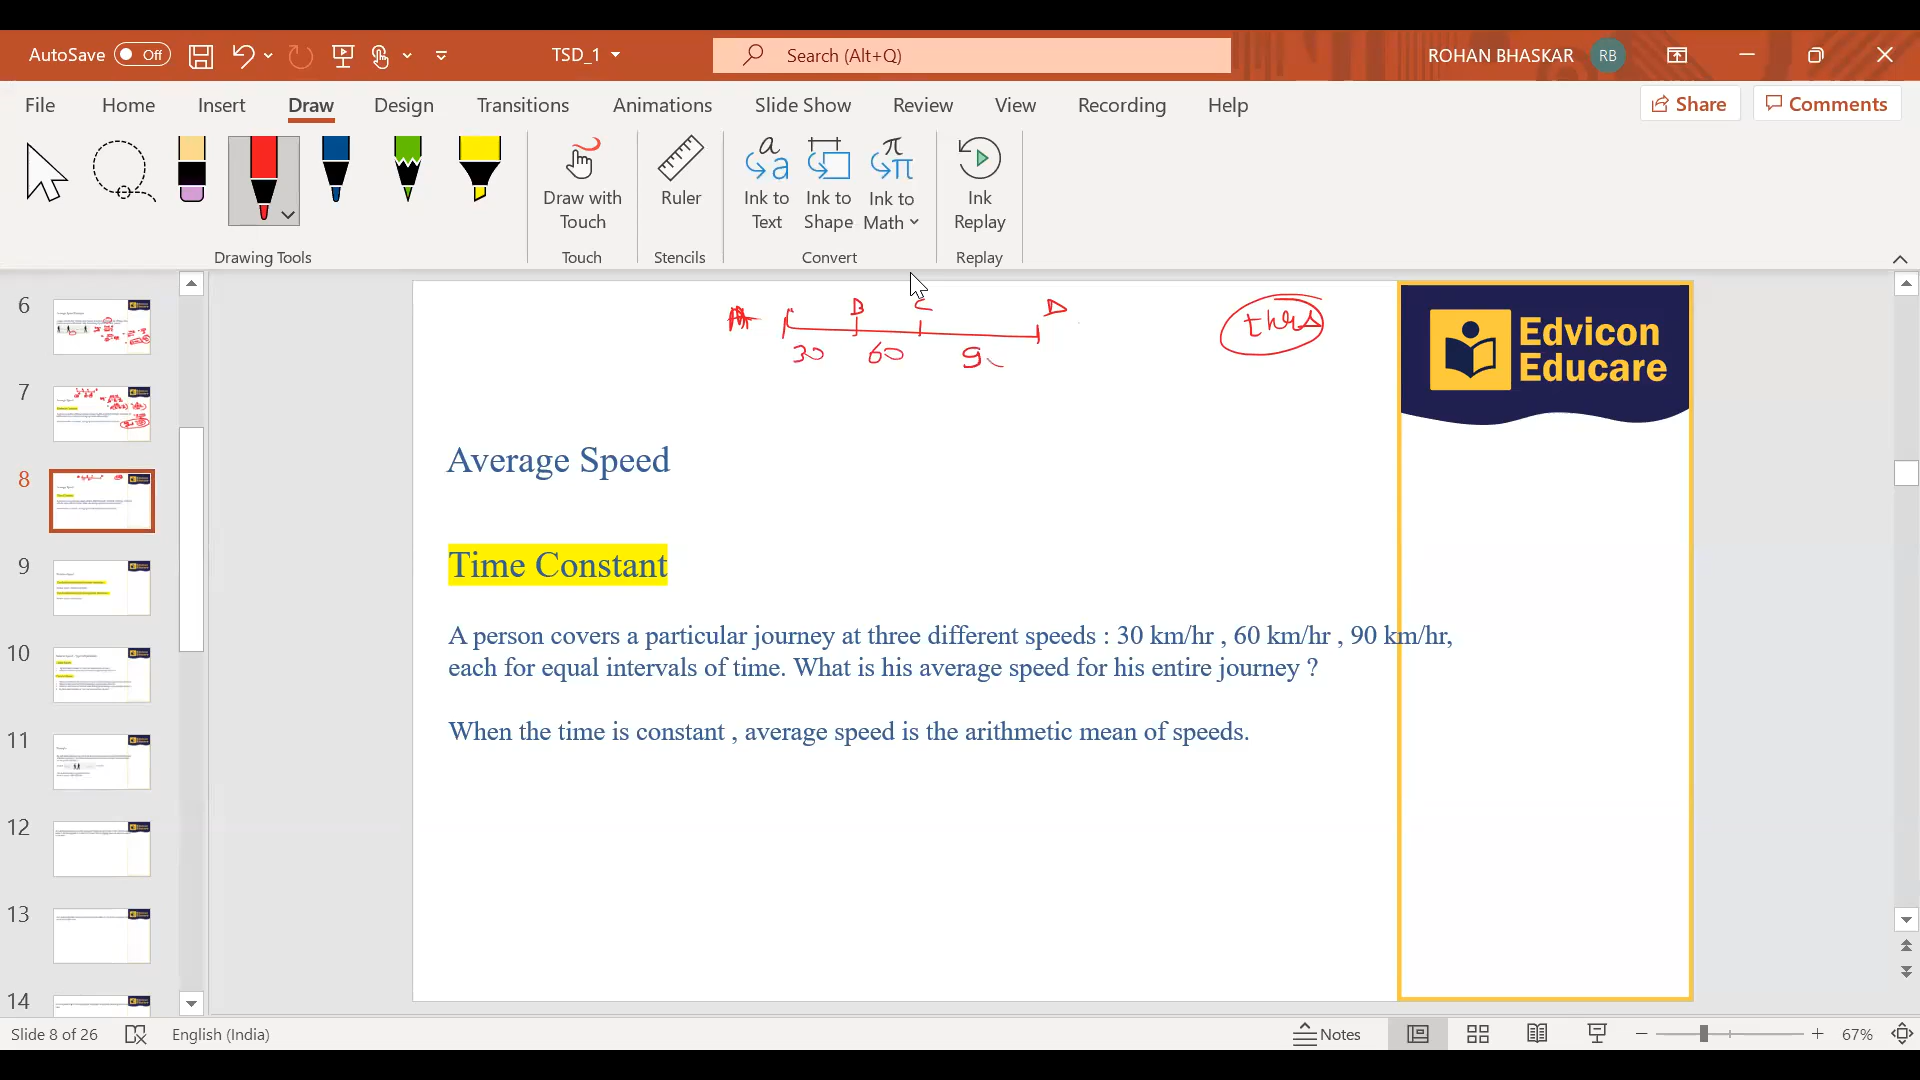 AutoSave Off TSD_1 Search (Alt+Q) ROHAN BHASKAR RB
File Home Insert Draw Design Transitions Animations Slide Show Review View Recording Help Share Comments
Draw with Touch
Ruler
Ink to Text
Ink to Shape
Ink to Math
Ink Replay
Drawing Tools Touch Stencils Convert Replay
6
7
8
9
10
11
12
13
14
A B C D
30 60 90
t hrs
Edvicon
Educare
Average Speed
Time Constant
A person covers a particular journey at three different speeds : 30 km/hr , 60 km/hr , 90 km/hr,
each for equal intervals of time. What is his average speed for his entire journey ?
When the time is constant , average speed is the arithmetic mean of speeds.
Slide 8 of 26 English (India) Notes 67%